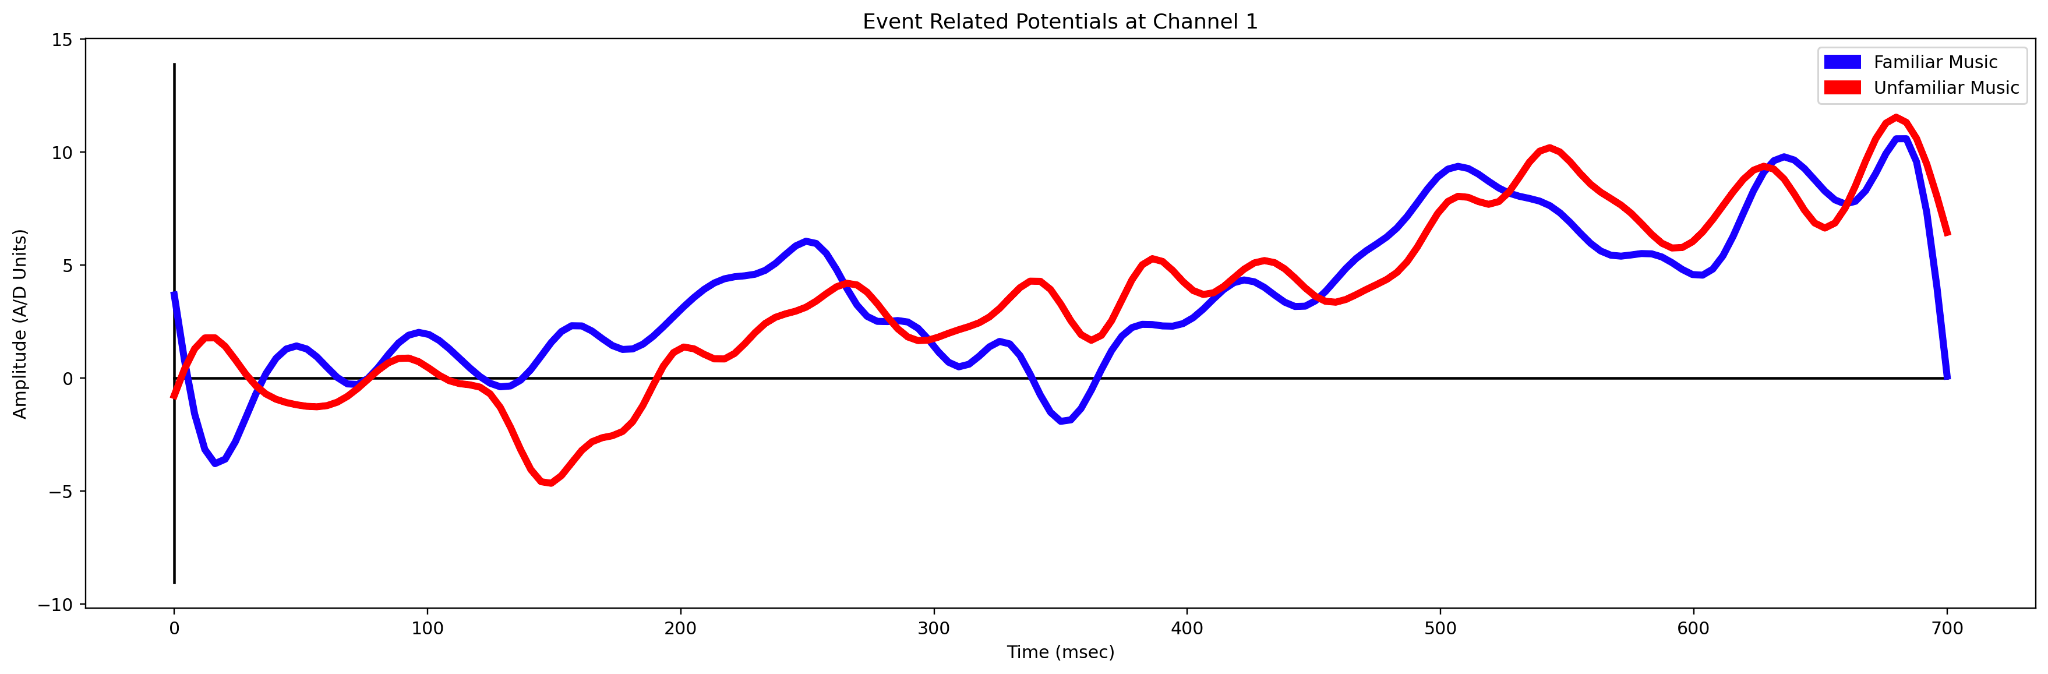 Event Related Potentials at Channel 1
Familiar Music
Unfamiliar Music
Amplitude (A/D Units)
15
10
5
0
−5
−10
0 100 200 300 400 500 600 700
Time (msec)